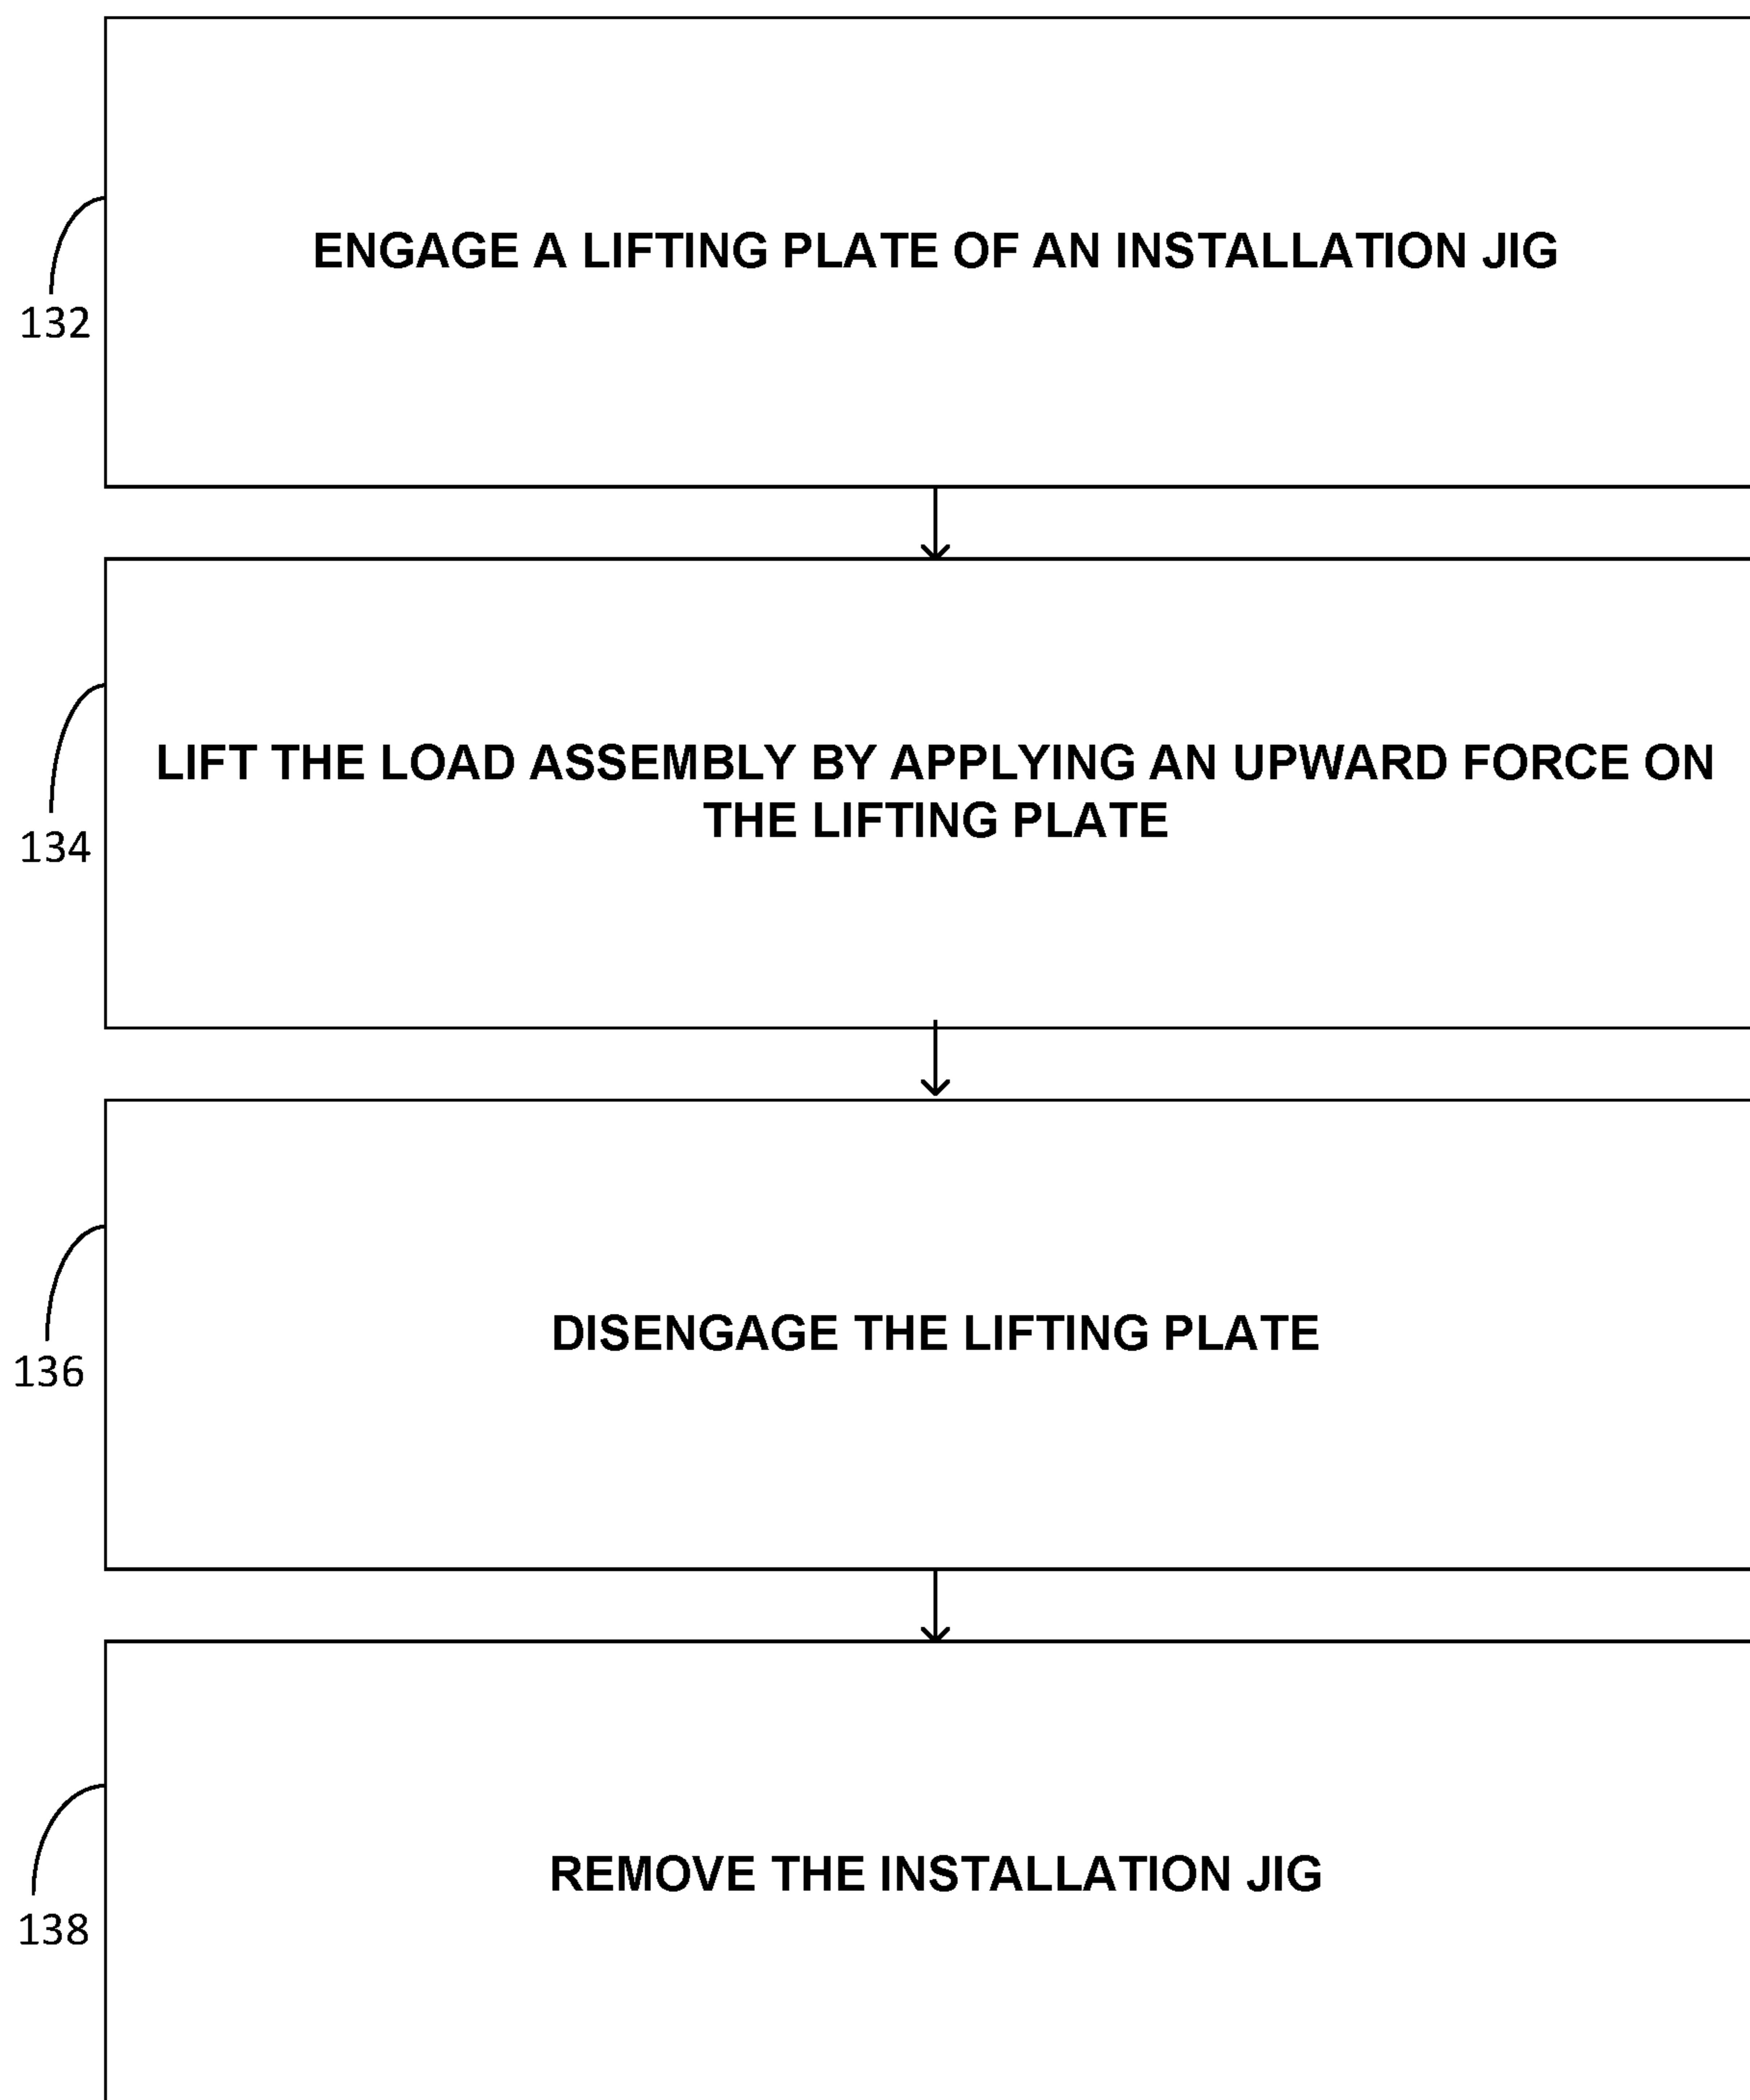 ENGAGE A LIFTING PLATE OF AN INSTALLATION JIG
132
LIFT THE LOAD ASSEMBLY BY APPLYING AN UPWARD FORCE ON
THE LIFTING PLATE
134
DISENGAGE THE LIFTING PLATE
136
REMOVE THE INSTALLATION JIG
138